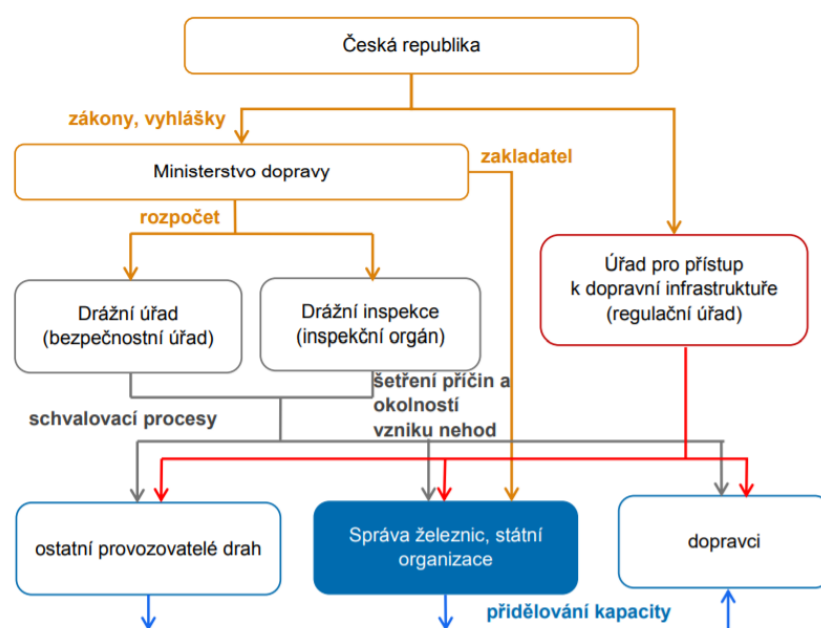 Česká republika
zákony, vyhlášky
Ministerstvo dopravy
zakladatel
rozpočet
Úřad pro přístup
k dopravní infrastruktuře
(regulační úřad)
Drážní úřad
(bezpečnostní úřad)
Drážní inspekce
(inspekční orgán)
šetření příčin a
okolností
vzniku nehod
schvalovací procesy
ostatní provozovatelé drah
Správa železnic, státní
organizace
dopravci
přidělování kapacity